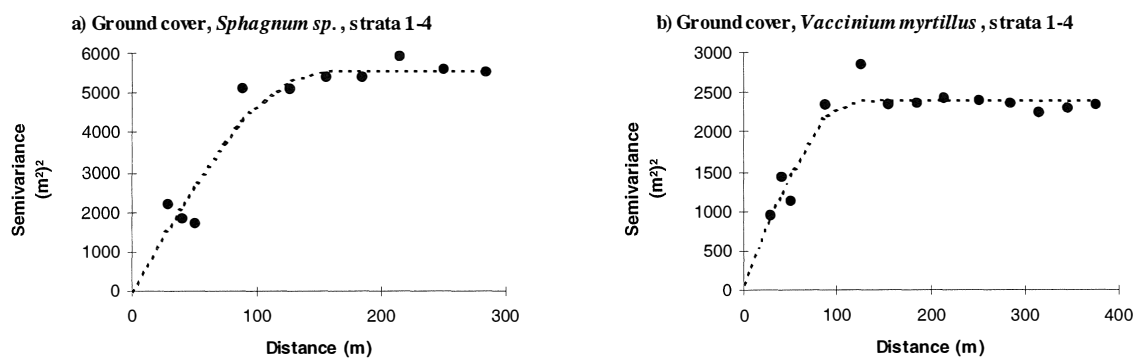 a) Ground cover, Sphagnum sp. , strata 1-4
6000
5000
4000
3000
2000
1000
0
Semivariance
(m²)²
0
100
200
300
Distance (m)
b) Ground cover, Vaccinium myrtillus , strata 1-4
3000
2500
2000
1500
1000
500
0
Semivariance
(m²)²
0
100
200
300
400
Distance (m)